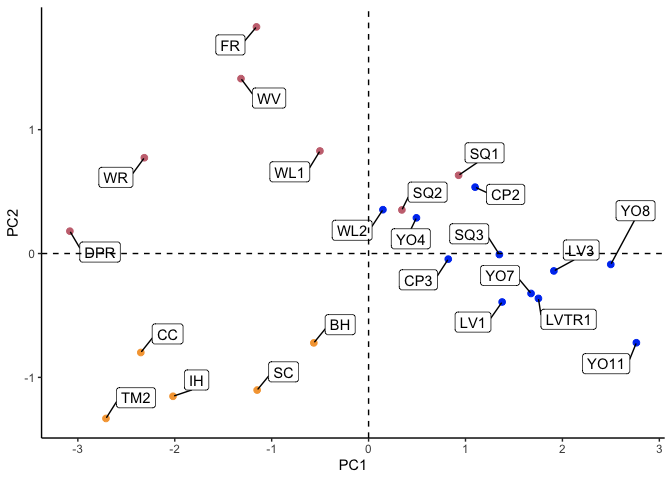 FR
WV
1
SQ1
WL1
WR
SQ2
CP2
YO8
WL2
YO4
SQ3
PC2
0
DPR
LV3
CP3
YO7
LV1
LVTR1
BH
CC
YO11
-1
IH
SC
TM2
-3 -2 -1 0 1 2 3
PC1